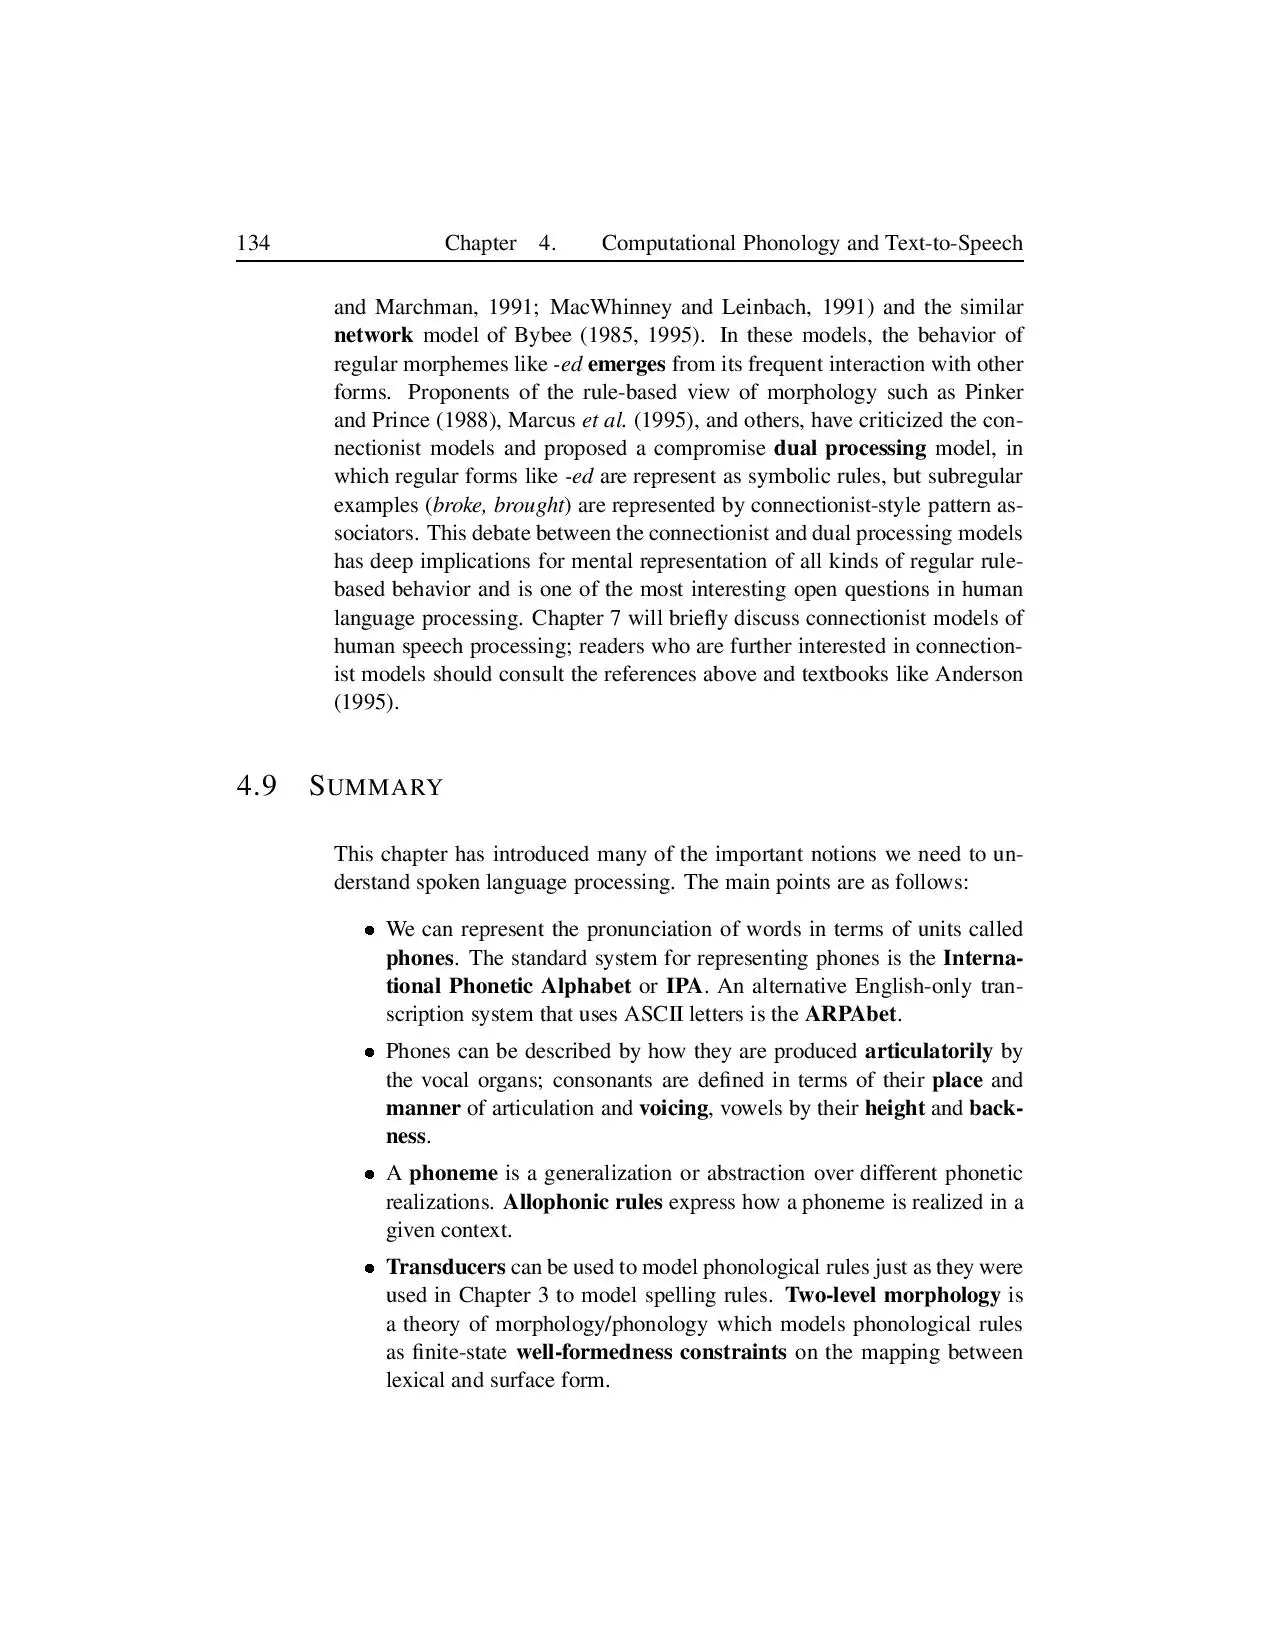 134 Chapter 4. Computational Phonology and Text-to-Speech
and Marchman, 1991; MacWhinney and Leinbach, 1991) and the similar
network model of Bybee (1985, 1995). In these models, the behavior of
regular morphemes like -ed emerges from its frequent interaction with other
forms. Proponents of the rule-based view of morphology such as Pinker
and Prince (1988), Marcus et al. (1995), and others, have criticized the con-
nectionist models and proposed a compromise dual processing model, in
which regular forms like -ed are represent as symbolic rules, but subregular
examples (broke, brought) are represented by connectionist-style pattern as-
sociators. This debate between the connectionist and dual processing models
has deep implications for mental representation of all kinds of regular rule-
based behavior and is one of the most interesting open questions in human
language processing. Chapter 7 will briefly discuss connectionist models of
human speech processing; readers who are further interested in connection-
ist models should consult the references above and textbooks like Anderson
(1995).
4.9 SUMMARY
This chapter has introduced many of the important notions we need to un-
derstand spoken language processing. The main points are as follows:
• We can represent the pronunciation of words in terms of units called
phones. The standard system for representing phones is the Interna-
tional Phonetic Alphabet or IPA. An alternative English-only tran-
scription system that uses ASCII letters is the ARPAbet.
• Phones can be described by how they are produced articulatorily by
the vocal organs; consonants are defined in terms of their place and
manner of articulation and voicing, vowels by their height and back-
ness.
• A phoneme is a generalization or abstraction over different phonetic
realizations. Allophonic rules express how a phoneme is realized in a
given context.
• Transducers can be used to model phonological rules just as they were
used in Chapter 3 to model spelling rules. Two-level morphology is
a theory of morphology/phonology which models phonological rules
as finite-state well-formedness constraints on the mapping between
lexical and surface form.